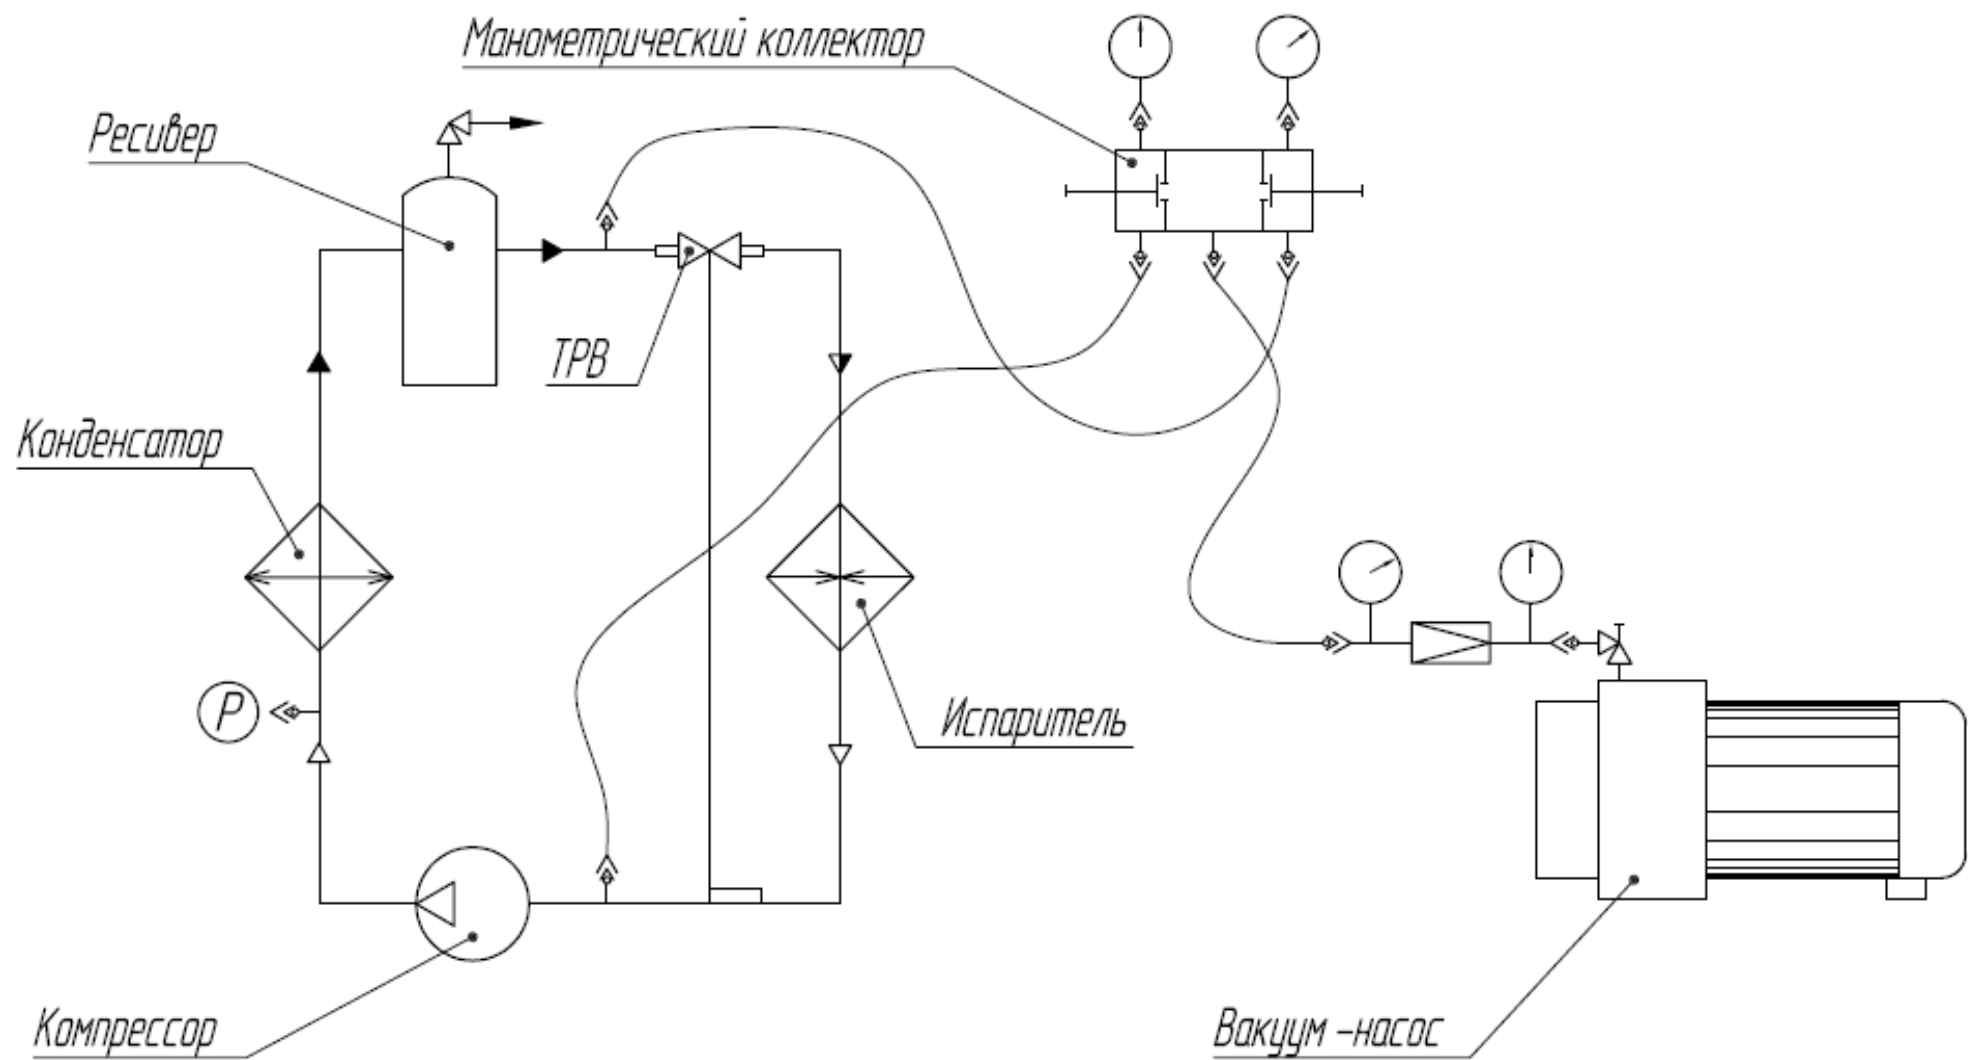 Манометрический коллектор
Ресивер
ТРВ
Конденсатор
P
Испаритель
Компрессор
Вакуум -насос